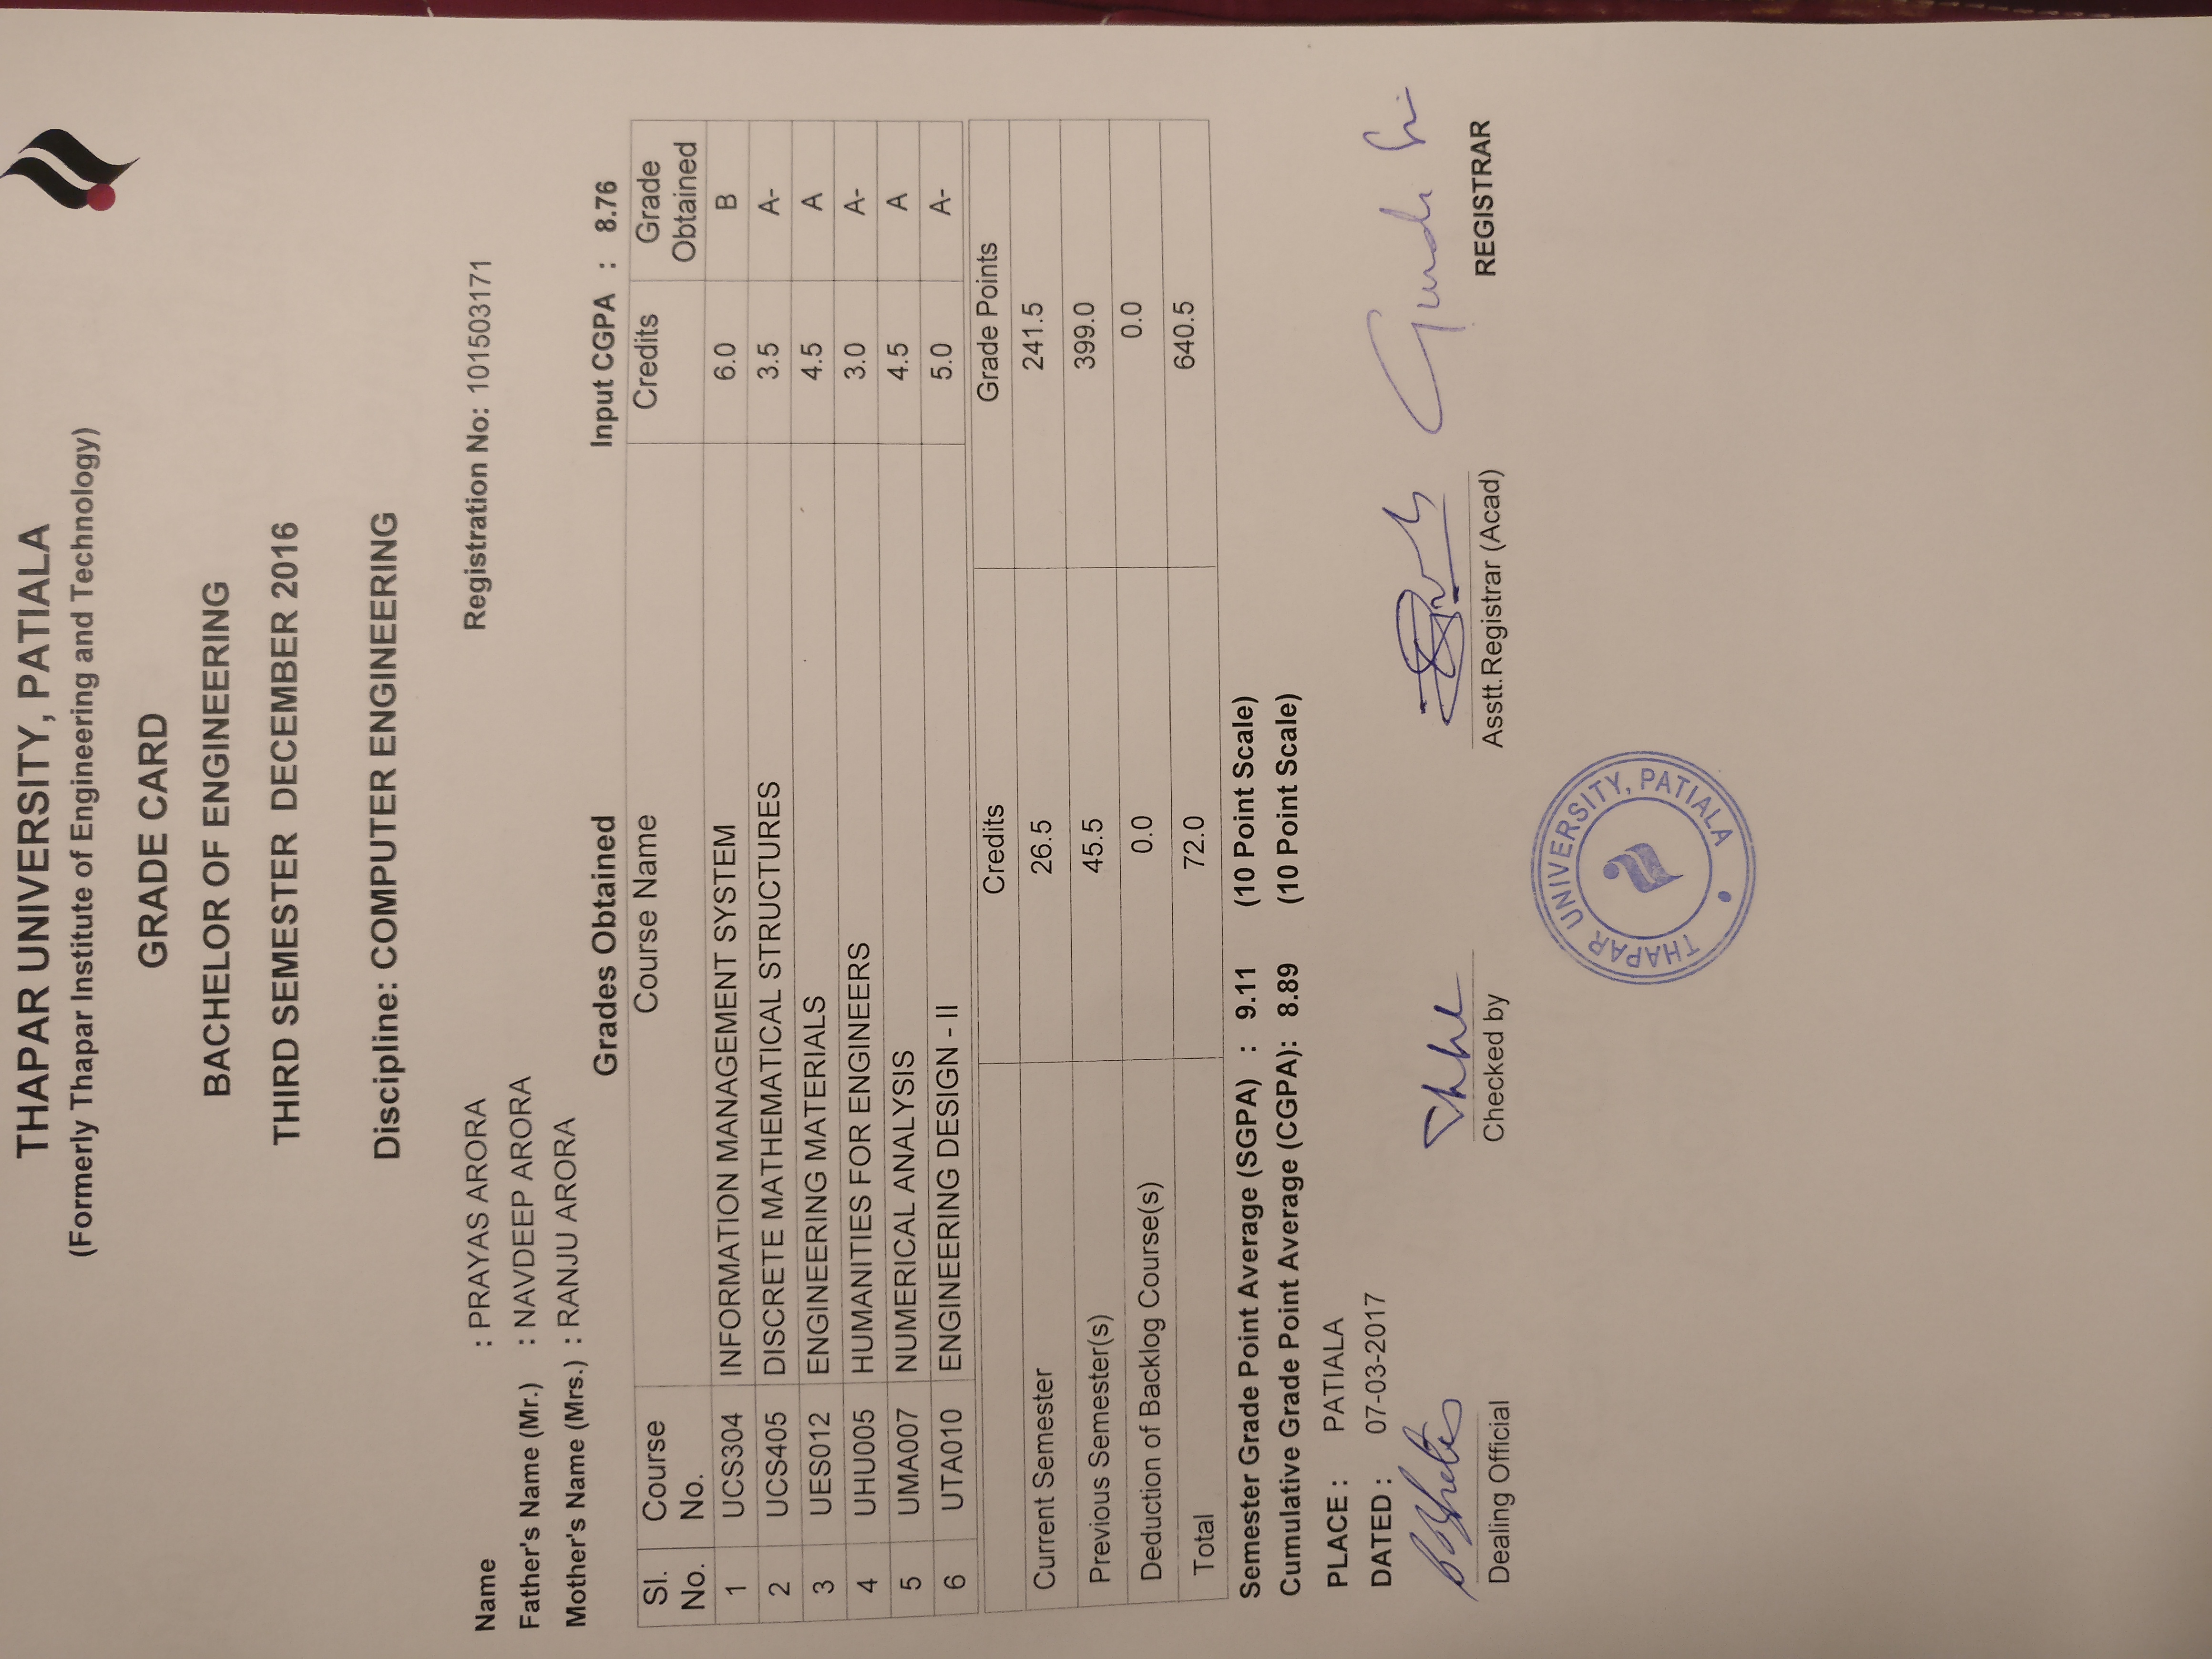 THAPAR UNIVERSITY, PATIALA
(Formerly Thapar Institute of Engineering and Technology)
GRADE CARD
BACHELOR OF ENGINEERING
THIRD SEMESTER DECEMBER 2016
Discipline: COMPUTER ENGINEERING
Name : PRAYAS ARORA Registration No: 101503171
Father's Name (Mr.) : NAVDEEP ARORA
Mother's Name (Mrs.) : RANJU ARORA
Grades Obtained Input CGPA : 8.76
Sl. No. Course No. Course Name Credits Grade Obtained
1 UCS304 INFORMATION MANAGEMENT SYSTEM 6.0 B
2 UCS405 DISCRETE MATHEMATICAL STRUCTURES 3.5 A-
3 UES012 ENGINEERING MATERIALS 4.5 A
4 UHU005 HUMANITIES FOR ENGINEERS 3.0 A-
5 UMA007 NUMERICAL ANALYSIS 4.5 A
6 UTA010 ENGINEERING DESIGN - II 5.0 A-
Credits Grade Points
Current Semester 26.5 241.5
Previous Semester(s) 45.5 399.0
Deduction of Backlog Course(s) 0.0 0.0
Total 72.0 640.5
Semester Grade Point Average (SGPA) : 9.11 (10 Point Scale)
Cumulative Grade Point Average (CGPA): 8.89 (10 Point Scale)
PLACE : PATIALA
DATED : 07-03-2017
Dealing Official Checked by Asstt.Registrar (Acad) REGISTRAR
THAPAR UNIVERSITY, PATIALA